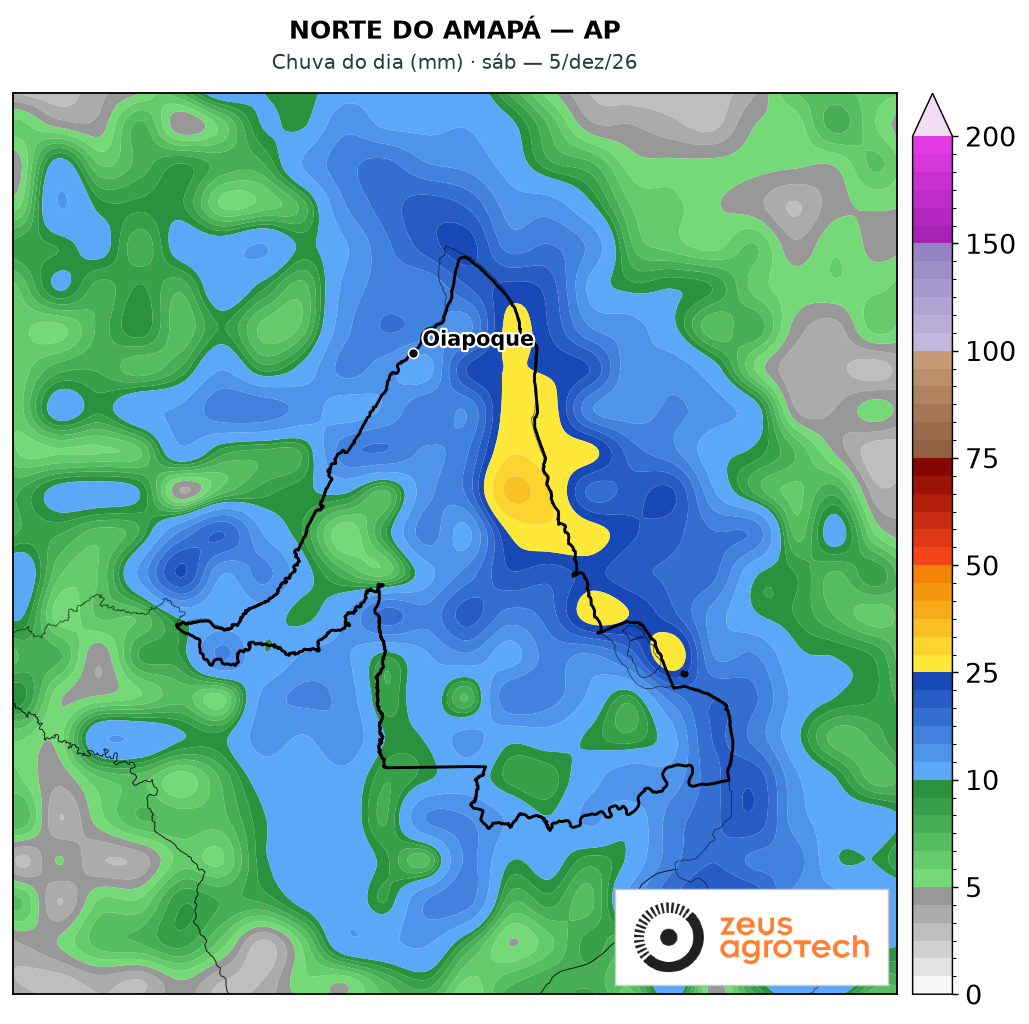 NORTE DO AMAPÁ — AP
Chuva do dia (mm) · sáb — 5/dez/26
Oiapoque
200
150
100
75
50
25
10
5
0
zeus
agrotech